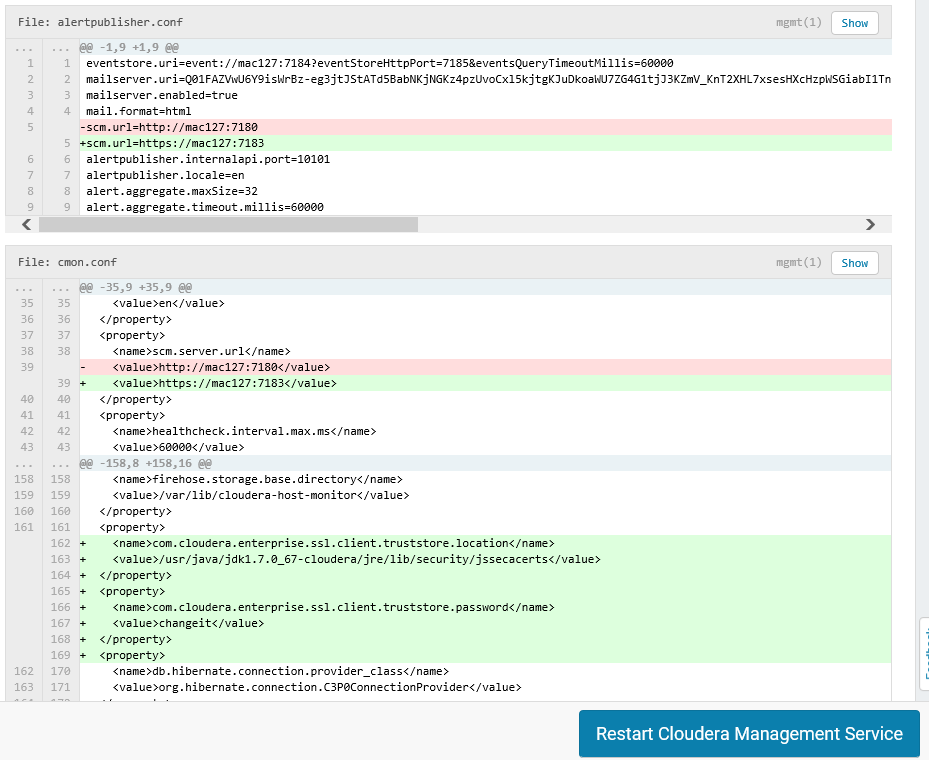 File: alertpublisher.conf mgmt(1) Show
... ... @@ -1,9 +1,9 @@
1 1 eventstore.uri=event://mac127:7184?eventStoreHttpPort=7185&eventsQueryTimeoutMillis=60000
2 2 mailserver.uri=Q01FAZVwU6Y9isWrBz-eg3jtJStATd5BabNKjNGKz4pzUvoCxl5kjtgKJuDkoaWU7ZG4G1tjJ3KZmV_KnT2XHL7xsesHXcHzpWSGiabI1Tn
3 3 mailserver.enabled=true
4 4 mail.format=html
5 -scm.url=http://mac127:7180
5 +scm.url=https://mac127:7183
6 6 alertpublisher.internalapi.port=10101
7 7 alertpublisher.locale=en
8 8 alert.aggregate.maxSize=32
9 9 alert.aggregate.timeout.millis=60000
File: cmon.conf mgmt(1) Show
... ... @@ -35,9 +35,9 @@
35 35 <value>en</value>
36 36 </property>
37 37 <property>
38 38 <name>scm.server.url</name>
39 - <value>http://mac127:7180</value>
39 + <value>https://mac127:7183</value>
40 40 </property>
41 41 <property>
42 42 <name>healthcheck.interval.max.ms</name>
43 43 <value>60000</value>
... ... @@ -158,8 +158,16 @@
158 158 <name>firehose.storage.base.directory</name>
159 159 <value>/var/lib/cloudera-host-monitor</value>
160 160 </property>
161 161 <property>
162 + <name>com.cloudera.enterprise.ssl.client.truststore.location</name>
163 + <value>/usr/java/jdk1.7.0_67-cloudera/jre/lib/security/jssecacerts</value>
164 + </property>
165 + <property>
166 + <name>com.cloudera.enterprise.ssl.client.truststore.password</name>
167 + <value>changeit</value>
168 + </property>
169 + <property>
162 170 <name>db.hibernate.connection.provider_class</name>
163 171 <value>org.hibernate.connection.C3P0ConnectionProvider</value>
Restart Cloudera Management Service